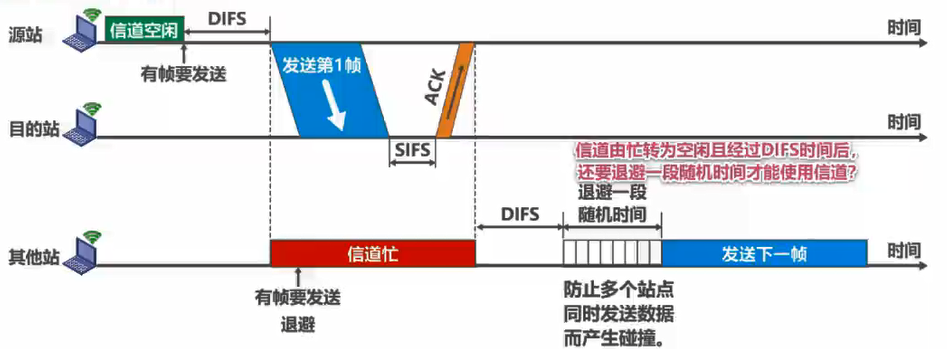 源站
信道空闲
DIFS
时间
有帧要发送
发送第1帧
ACK
目的站
时间
SIFS
信道由忙转为空闲且经过DIFS时间后,
还要退避一段随机时间才能使用信道?
DIFS
退避一段
随机时间
其他站
信道忙
发送下一帧
时间
有帧要发送
退避
防止多个站点
同时发送数据
而产生碰撞。